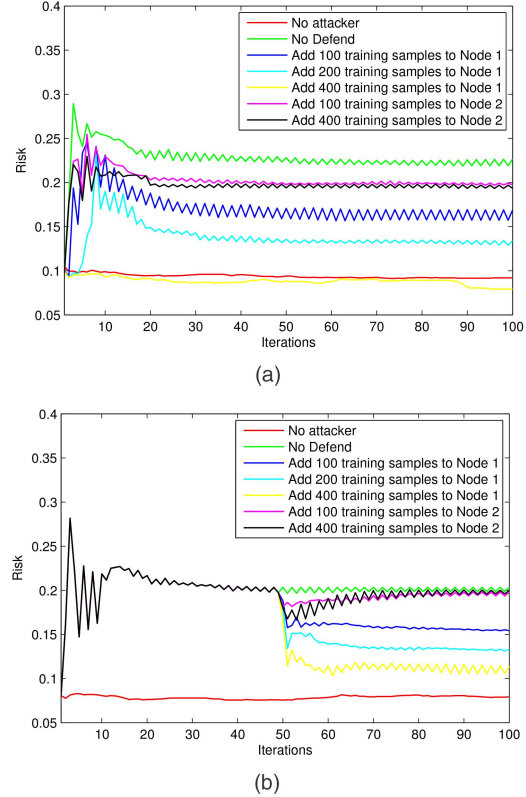 0.4
0.35
0.3
0.25
0.2
0.15
0.1
0.05
Risk
No attacker
No Defend
Add 100 training samples to Node 1
Add 200 training samples to Node 1
Add 400 training samples to Node 1
Add 100 training samples to Node 2
Add 400 training samples to Node 2
10 20 30 40 50 60 70 80 90 100
Iterations
(a)
0.4
0.35
0.3
0.25
0.2
0.15
0.1
0.05
Risk
No attacker
No Defend
Add 100 training samples to Node 1
Add 200 training samples to Node 1
Add 400 training samples to Node 1
Add 100 training samples to Node 2
Add 400 training samples to Node 2
10 20 30 40 50 60 70 80 90 100
Iterations
(b)